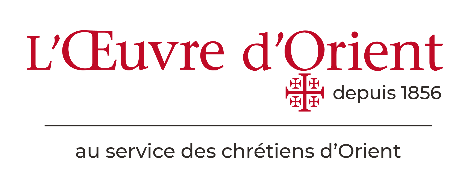 L'Œuvre d'Orient
depuis 1856
au service des chrétiens d'Orient